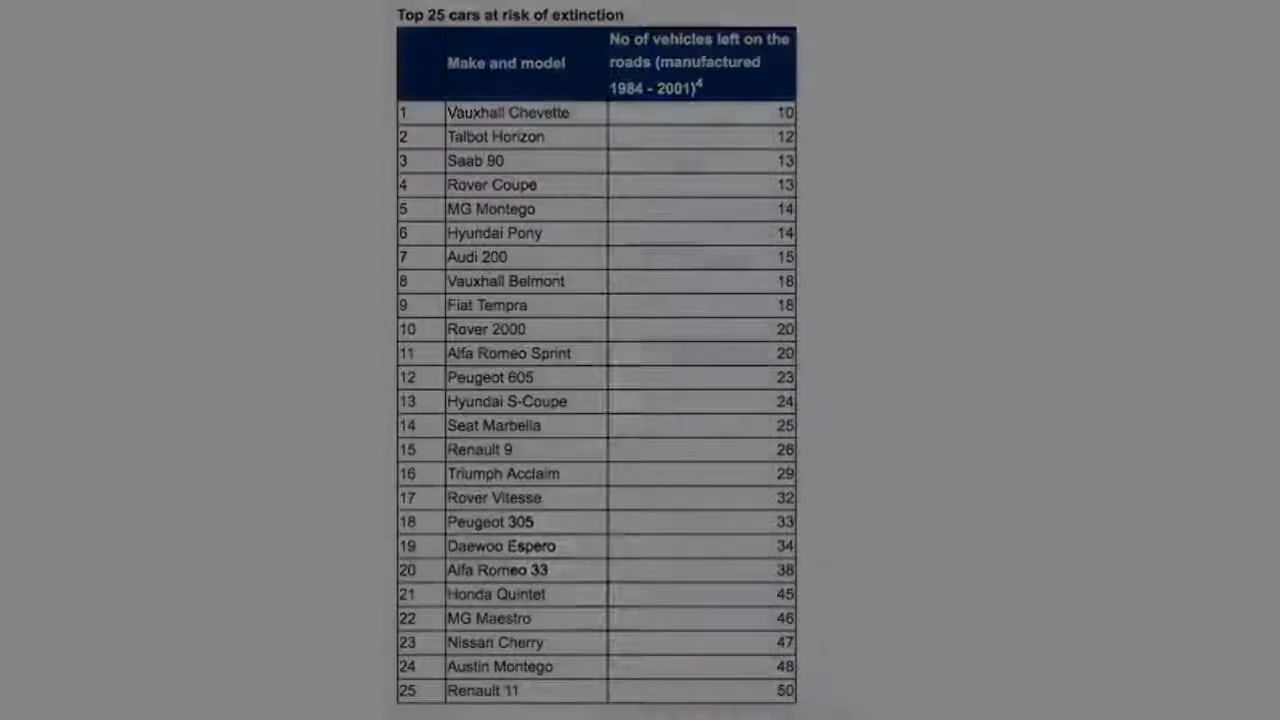 Top 25 cars at risk of extinction
Make and model No of vehicles left on the roads (manufactured 1984 - 2001)4
1 Vauxhall Chevette 10
2 Talbot Horizon 12
3 Saab 90 13
4 Rover Coupe 13
5 MG Montego 14
6 Hyundai Pony 14
7 Audi 200 15
8 Vauxhall Belmont 18
9 Fiat Tempra 18
10 Rover 2000 20
11 Alfa Romeo Sprint 20
12 Peugeot 605 23
13 Hyundai S-Coupe 24
14 Seat Marbella 25
15 Renault 9 26
16 Triumph Acclaim 29
17 Rover Vitesse 32
18 Peugeot 305 33
19 Daewoo Espero 34
20 Alfa Romeo 33 38
21 Honda Quintet 45
22 MG Maestro 46
23 Nissan Cherry 47
24 Austin Montego 48
25 Renault 11 50